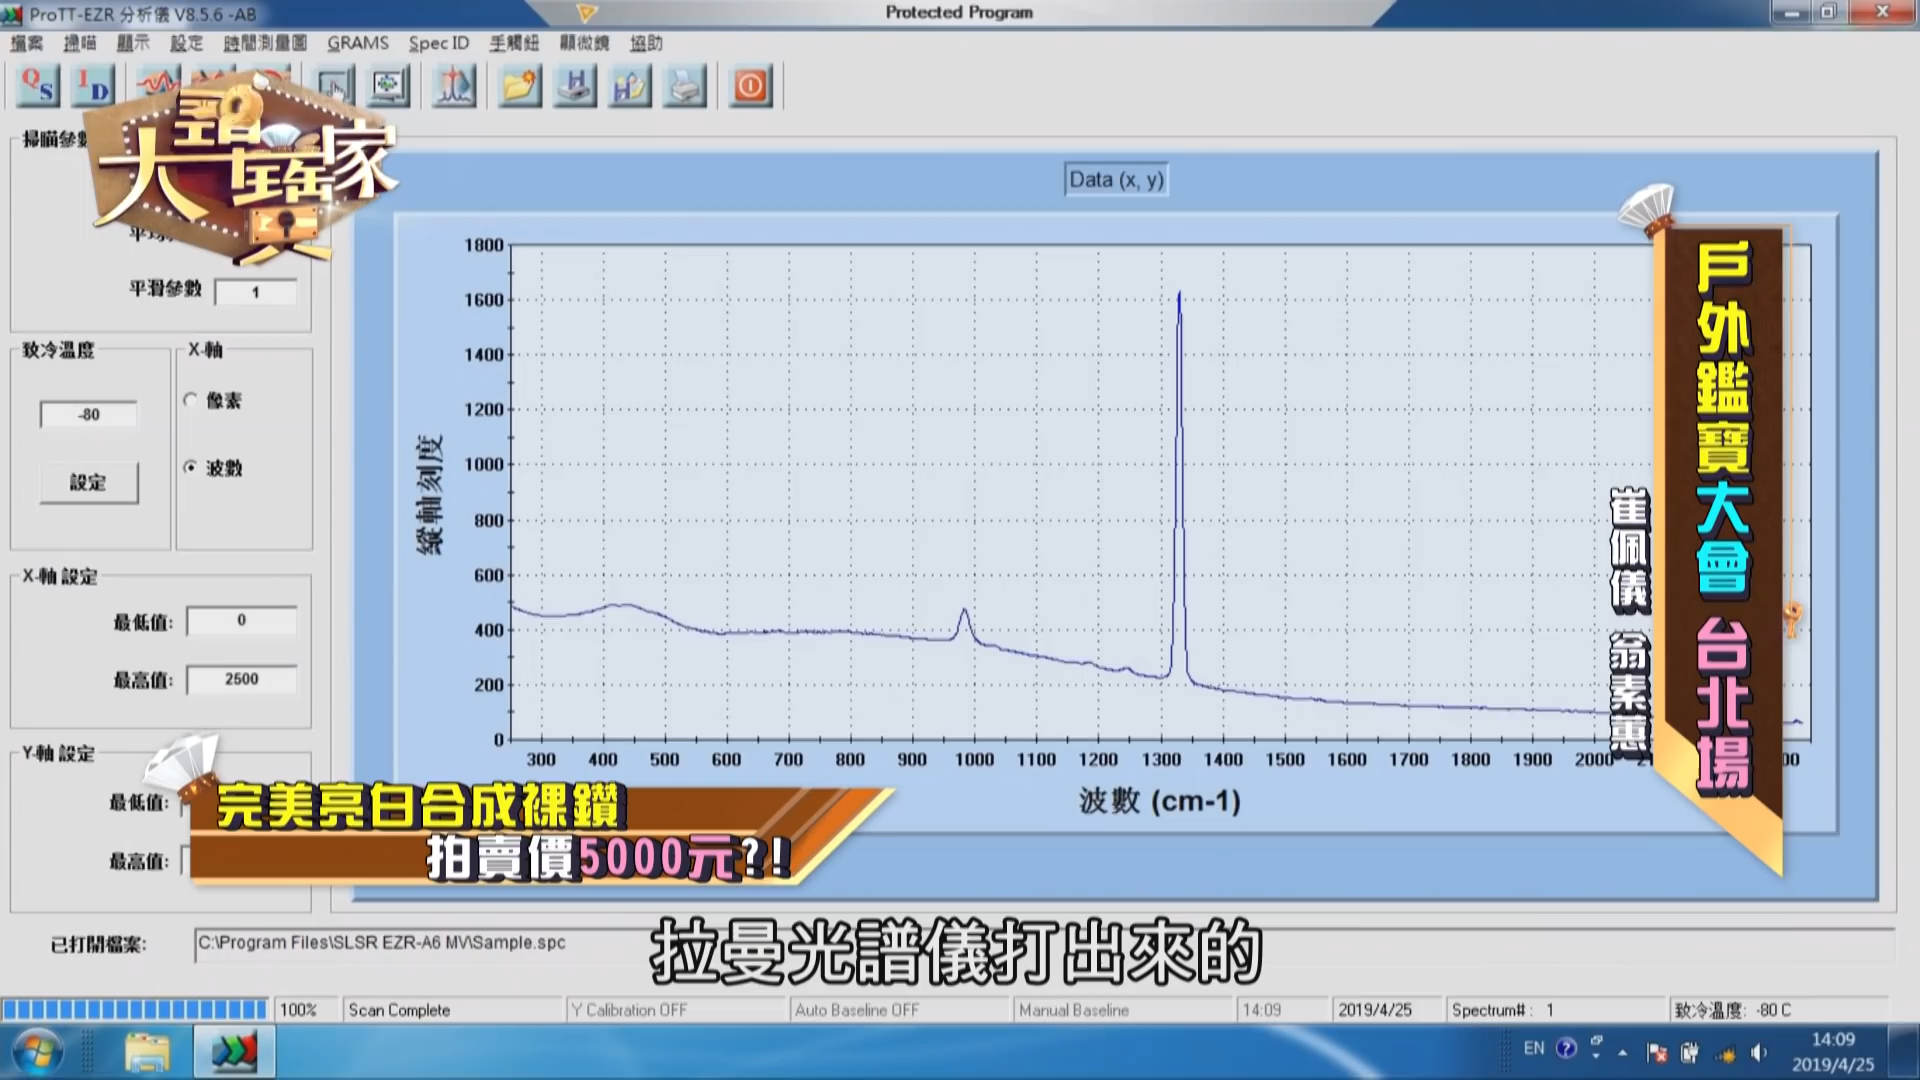 ProTT-EZR 分析儀 V8.5.6 -AB
Protected Program
檔案 掃瞄 顯示 設定 時間測量圖 GRAMS Spec ID 手觸鈕 顯微鏡 協助
QS ID
大尋寶家
掃瞄參數
平滑參數 1
致冷溫度
-80
設定
X-軸
像素
波數
X-軸 設定
最低值: 0
最高值: 2500
Y-軸 設定
最低值:
最高值:
Data (x, y)
縱軸刻度
1800
1600
1400
1200
1000
800
600
400
200
0
300 400 500 600 700 800 900 1000 1100 1200 1300 1400 1500 1600 1700 1800 1900 2000
波數 (cm-1)
戶外鑑寶大會 台北場
崔佩儀 翁素蕙
完美亮白合成裸鑽
拍賣價5000元?!
已打開檔案: C:\Program Files\SLSR EZR-A6 MV\Sample.spc
拉曼光譜儀打出來的
100% Scan Complete Y Calibration OFF Auto Baseline OFF Manual Baseline 14:09 2019/4/25 Spectrum# : 1 致冷溫度: -80 C
EN
14:09
2019/4/25